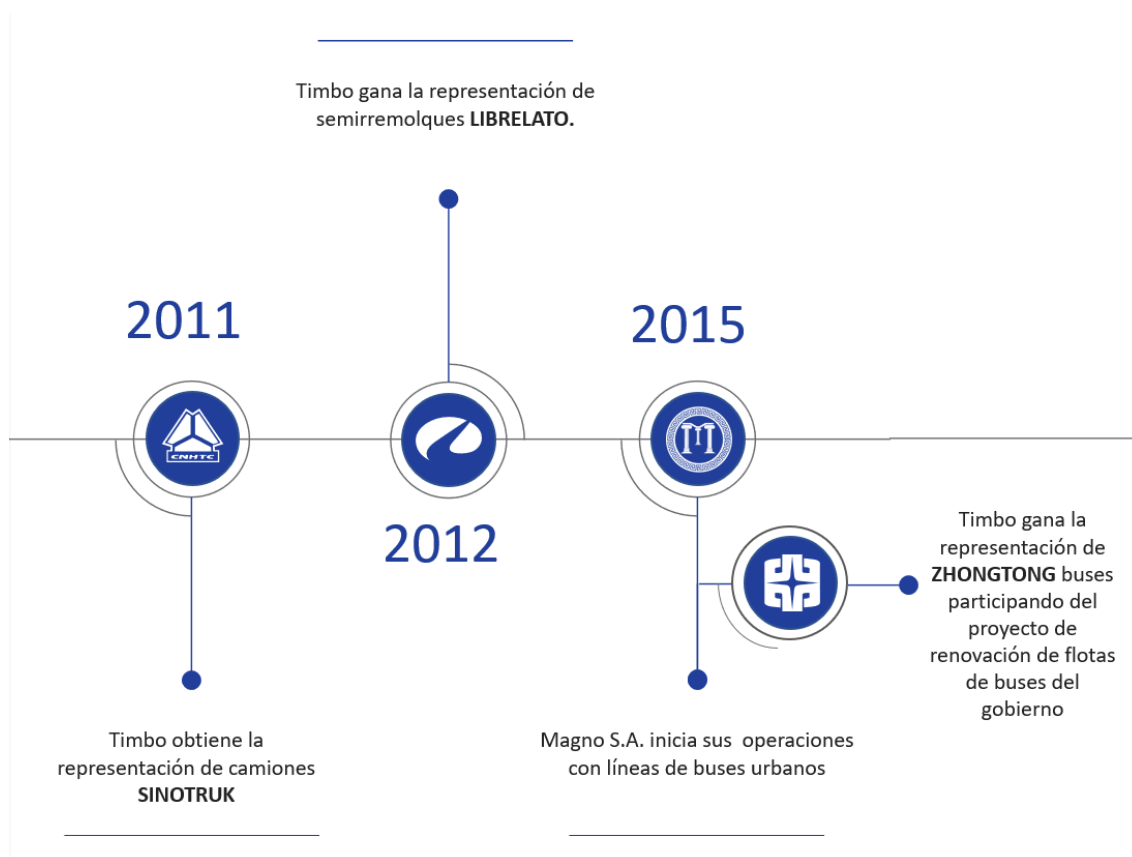 Timbo gana la representación de
semirremolques LIBRELATO.
2011
2015
CNHTC
2012
Timbo gana la
representación de
ZHONGTONG buses
participando del
proyecto de
renovación de flotas
de buses del
gobierno
Timbo obtiene la
representación de camiones
SINOTRUK
Magno S.A. inicia sus operaciones
con líneas de buses urbanos